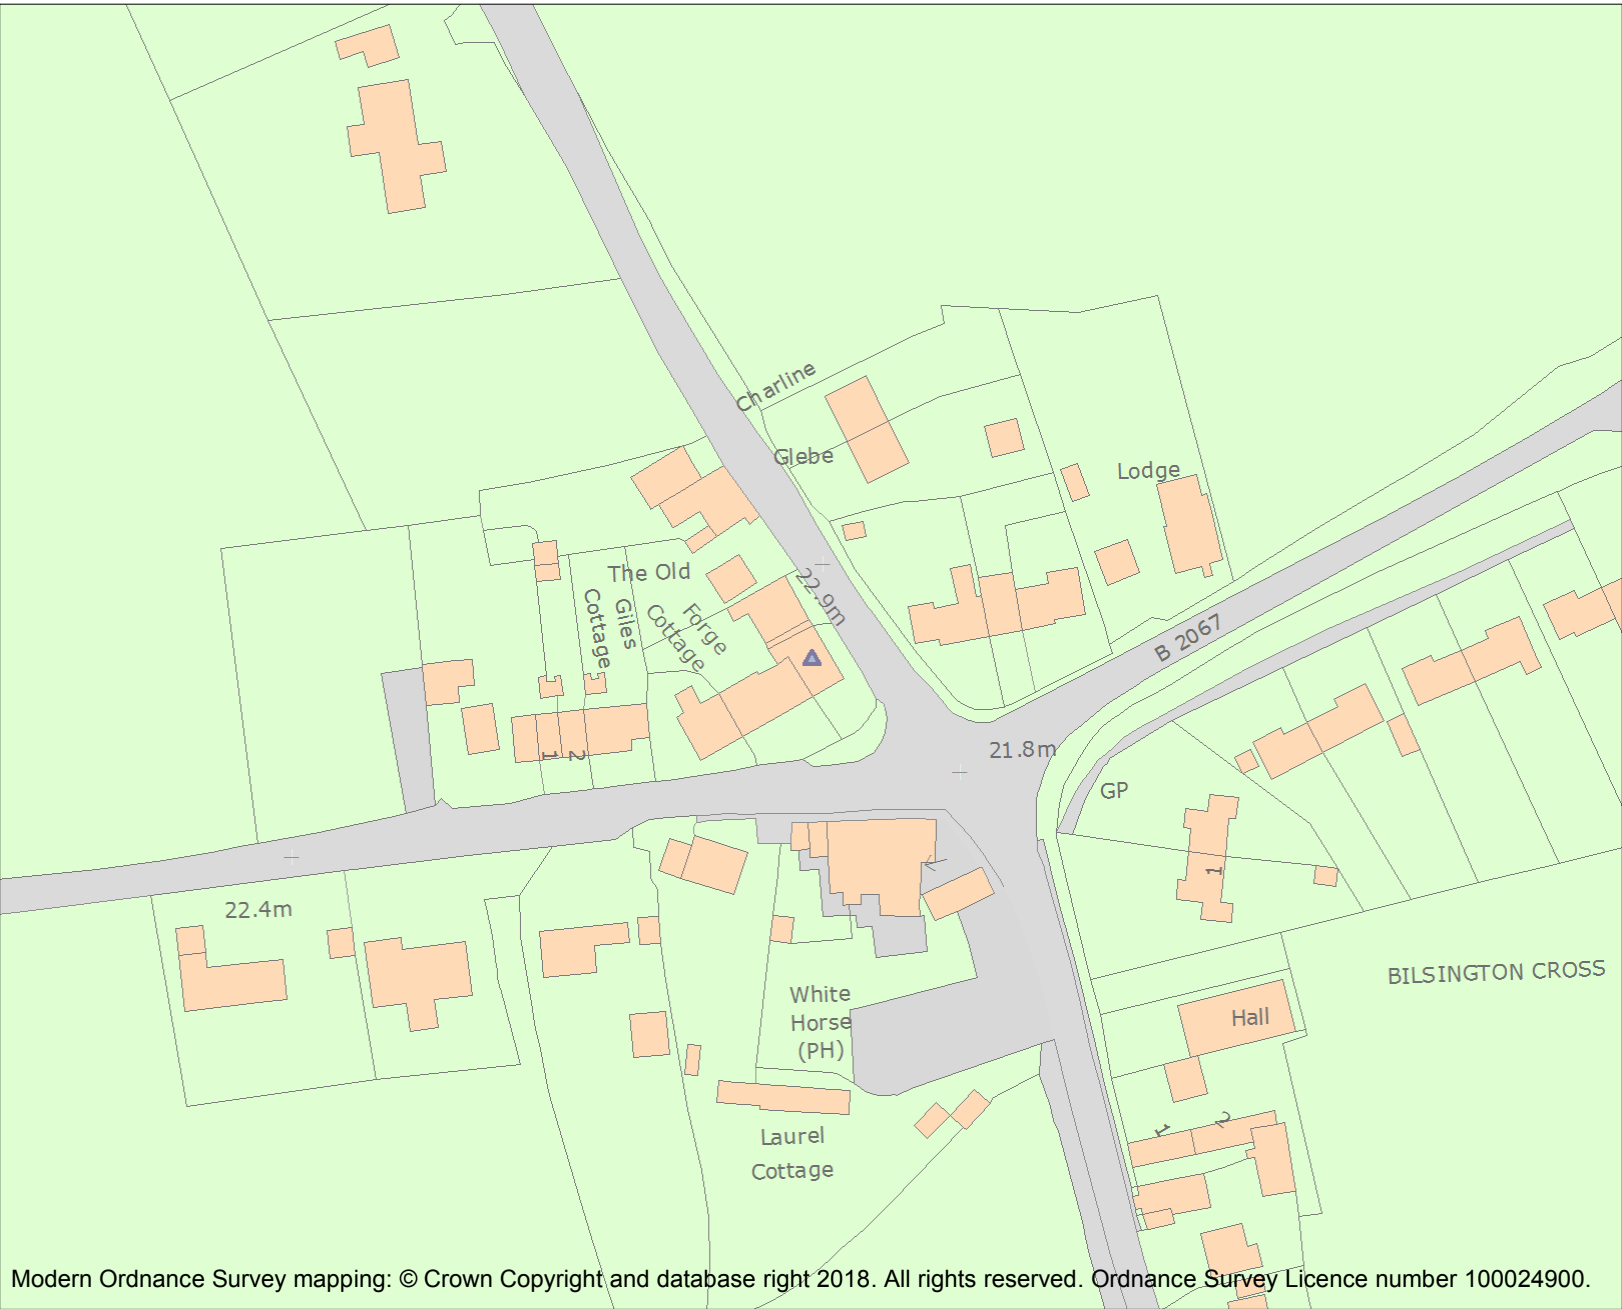 Charline
Glebe
Lodge
The Old
Forge
Cottage
Giles
Cottage
22.9m
B 2067
1
2
21.8m
GP
1
22.4m
BILSINGTON CROSS
White
Horse
(PH)
Hall
1
2
Laurel
Cottage
Modern Ordnance Survey mapping: © Crown Copyright and database right 2018. All rights reserved. Ordnance Survey Licence number 100024900.